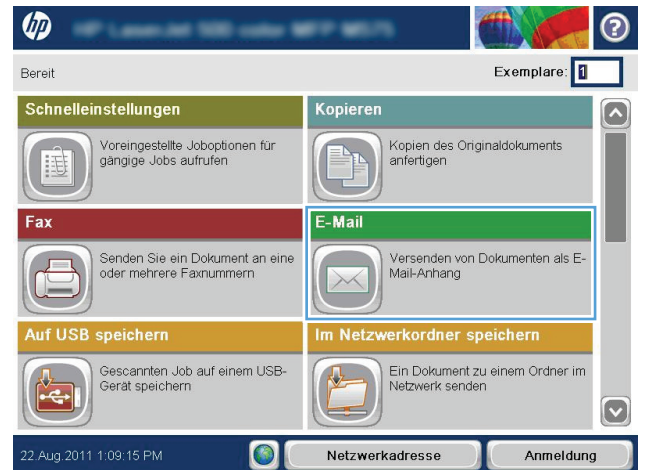 hp
Bereit
Exemplare: 1
Schnelleinstellungen
Voreingestellte Joboptionen für
gängige Jobs aufrufen
Kopieren
Kopien des Originaldokuments
anfertigen
Fax
Senden Sie ein Dokument an eine
oder mehrere Faxnummern
E-Mail
Versenden von Dokumenten als E-
Mail-Anhang
Auf USB speichern
Gescannten Job auf einem USB-
Gerät speichern
Im Netzwerkordner speichern
Ein Dokument zu einem Ordner im
Netzwerk senden
22.Aug.2011 1:09:15 PM
Netzwerkadresse
Anmeldung